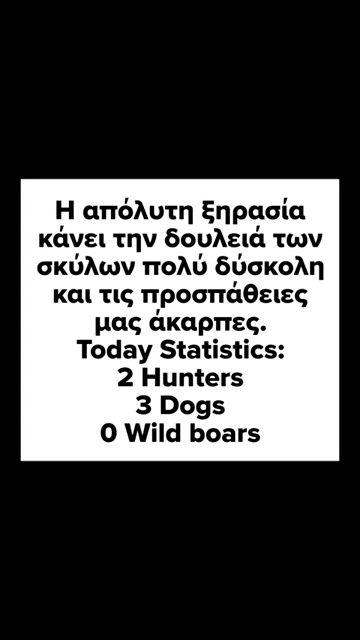 Η απόλυτη ξηρασία
κάνει την δουλειά των
σκύλων πολύ δύσκολη
και τις προσπάθειες
μας άκαρπες.
Today Statistics:
2 Hunters
3 Dogs
0 Wild boars